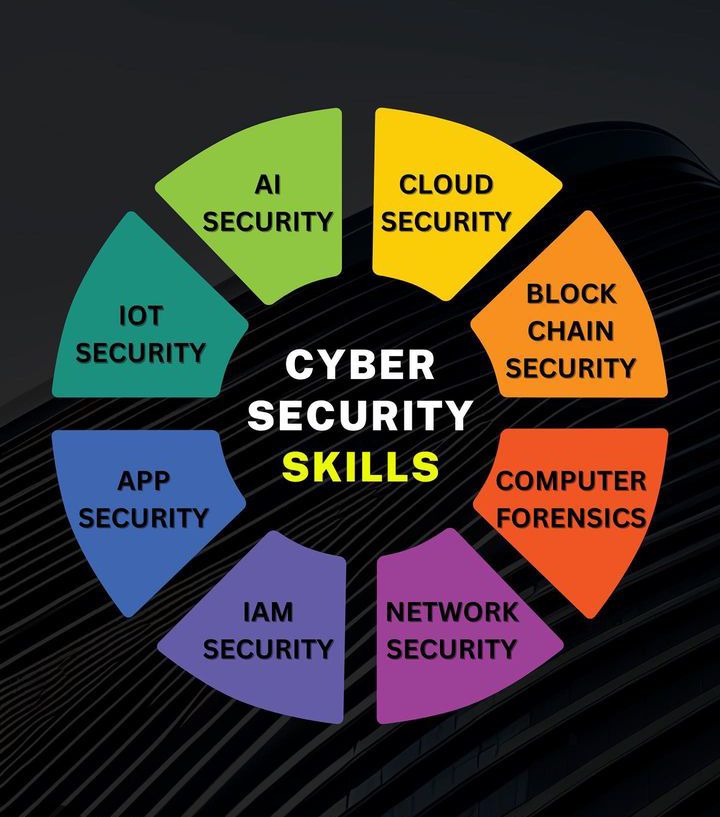 AI
SECURITY
CLOUD
SECURITY
BLOCK
CHAIN
SECURITY
COMPUTER
FORENSICS
NETWORK
SECURITY
IAM
SECURITY
APP
SECURITY
IOT
SECURITY
CYBER
SECURITY
SKILLS